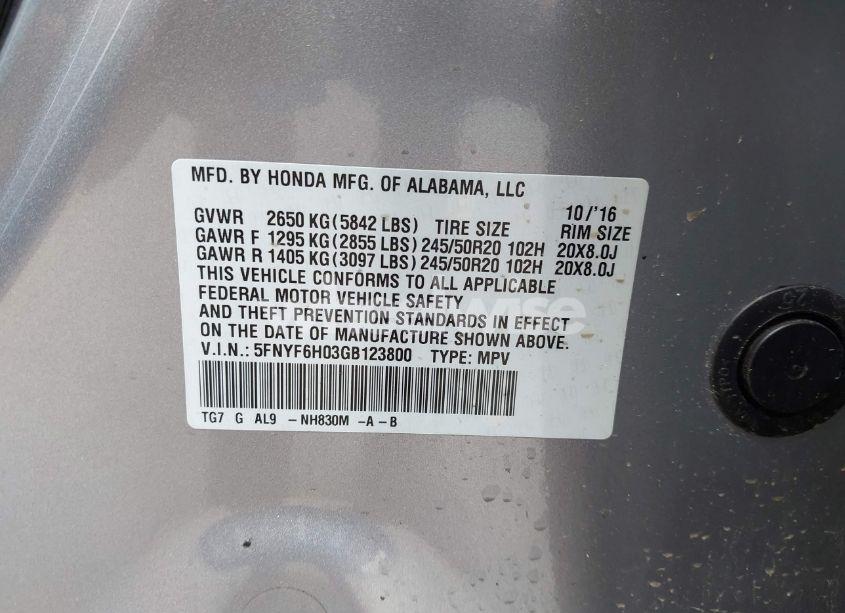 MFD. BY HONDA MFG. OF ALABAMA, LLC
10/'16
GVWR 2650 KG(5842 LBS) TIRE SIZE RIM SIZE
GAWR F 1295 KG(2855 LBS) 245/50R20 102H 20X8.0J
GAWR R 1405 KG(3097 LBS) 245/50R20 102H 20X8.0J
THIS VEHICLE CONFORMS TO ALL APPLICABLE
FEDERAL MOTOR VEHICLE SAFETY
AND THEFT PREVENTION STANDARDS IN EFFECT
ON THE DATE OF MANUFACTURE SHOWN ABOVE.
V.I.N.: 5FNYF6H03GB123800 TYPE: MPV
TG7 G AL9 -NH830M -A-B
25